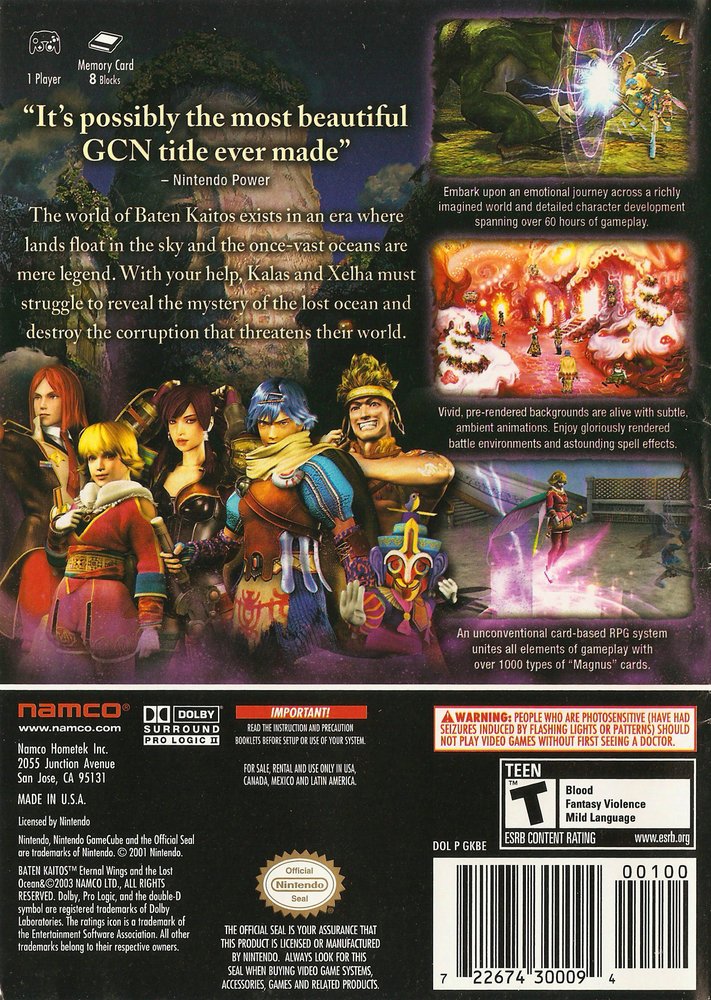 1 Player
Memory Card
8 Blocks
“It's possibly the most beautiful
GCN title ever made”
– Nintendo Power
The world of Baten Kaitos exists in an era where
lands float in the sky and the once-vast oceans are
mere legend. With your help, Kalas and Xelha must
struggle to reveal the mystery of the lost ocean and
destroy the corruption that threatens their world.
Embark upon an emotional journey across a richly
imagined world and detailed character development
spanning over 60 hours of gameplay.
Vivid, pre-rendered backgrounds are alive with subtle,
ambient animations. Enjoy gloriously rendered
battle environments and astounding spell effects.
An unconventional card-based RPG system
unites all elements of gameplay with
over 1000 types of “Magnus” cards.
namco®
www.namco.com
Namco Hometek Inc.
2055 Junction Avenue
San Jose, CA 95131
MADE IN U.S.A.
Licensed by Nintendo
Nintendo, Nintendo GameCube and the Official Seal
are trademarks of Nintendo. © 2001 Nintendo.
BATEN KAITOS™ Eternal Wings and the Lost
Ocean&©2003 NAMCO LTD., ALL RIGHTS
RESERVED. Dolby, Pro Logic, and the double-D
symbol are registered trademarks of Dolby
Laboratories. The ratings icon is a trademark of
the Entertainment Software Association. All other
trademarks belong to their respective owners.
DOLBY
SURROUND
PRO LOGIC II
IMPORTANT!
READ THE INSTRUCTION AND PRECAUTION
BOOKLETS BEFORE SETUP OR USE OF YOUR SYSTEM.
FOR SALE, RENTAL AND USE ONLY IN USA,
CANADA, MEXICO AND LATIN AMERICA.
Official
Nintendo
Seal
THE OFFICIAL SEAL IS YOUR ASSURANCE THAT
THIS PRODUCT IS LICENSED OR MANUFACTURED
BY NINTENDO. ALWAYS LOOK FOR THIS
SEAL WHEN BUYING VIDEO GAME SYSTEMS,
ACCESSORIES, GAMES AND RELATED PRODUCTS.
WARNING: PEOPLE WHO ARE PHOTOSENSITIVE (HAVE HAD
SEIZURES INDUCED BY FLASHING LIGHTS OR PATTERNS) SHOULD
NOT PLAY VIDEO GAMES WITHOUT FIRST SEEING A DOCTOR.
TEEN
T™
Blood
Fantasy Violence
Mild Language
ESRB CONTENT RATING www.esrb.org
DOL P GKBE
00100
7 22674 30009 4